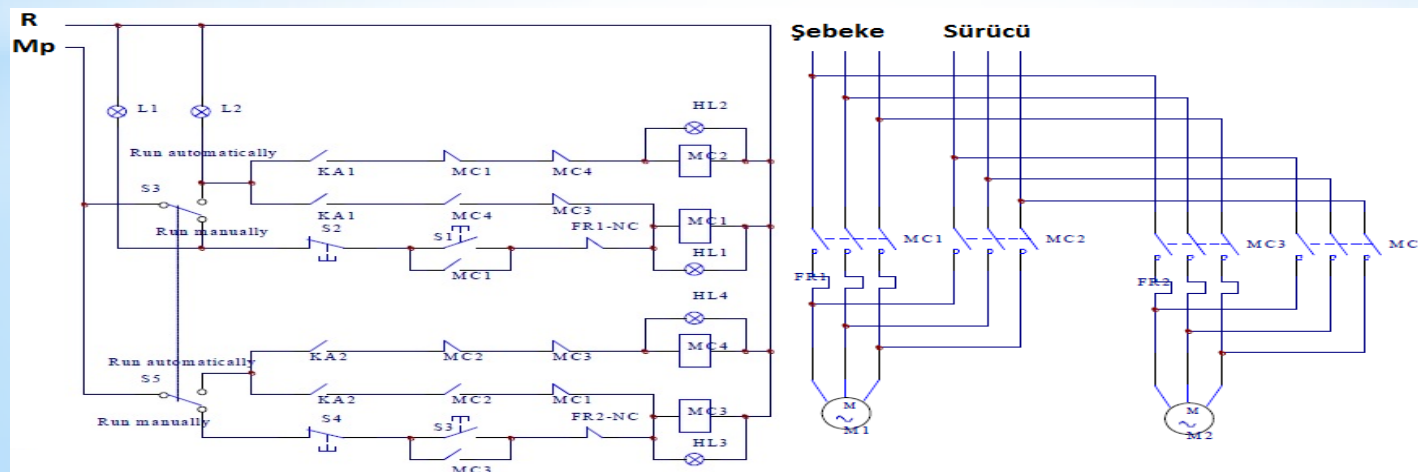 R
Mp
L1
L2
Run automatically
S3
Run manually
KA1
MC1
MC4
HL2
MC2
KA1
MC4
MC3
MC1
S2
S1
MC1
FR1-NC
HL1
HL4
Run automatically
S5
Run manually
KA2
MC2
MC3
MC4
KA2
MC2
MC1
MC3
S4
S3
MC3
FR2-NC
HL3
Şebeke
Sürücü
MC1
MC2
MC3
MC
FR1
FR2
M
M1
M
M2